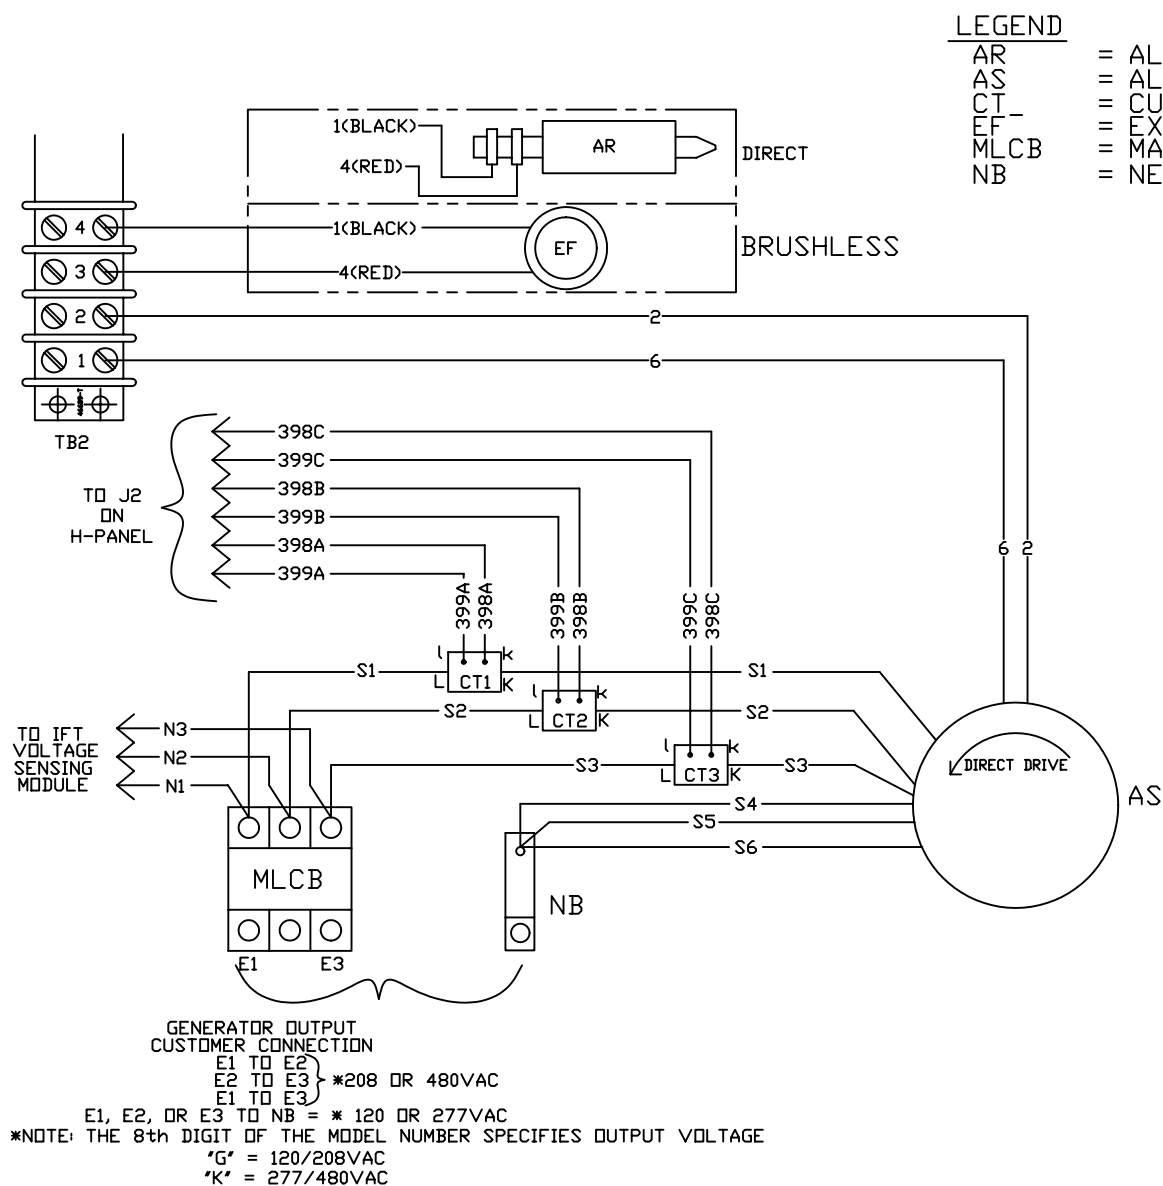 LEGEND
AR = AL
AS = AL
CT_ = CU
EF = EX
MLCB = MA
NB = NE
1(BLACK)
AR
4(RED)
DIRECT
4
1(BLACK)
EF
BRUSHLESS
3
4(RED)
2
2
1
6
TB2
398C
399C
398B
399B
398A
399A
TO J2
ON
H-PANEL
6 2
399A
398A
399B
398B
399C
398C
l k
S1
L CT1 K
S1
l k
S2
L CT2 K
S2
l k
S3
L CT3 K
S3
TO IFT
VOLTAGE
SENSING
MODULE
N3
N2
N1
DIRECT DRIVE
AS
S4
S5
S6
MLCB
NB
E1 E3
GENERATOR OUTPUT
CUSTOMER CONNECTION
E1 TO E2
E2 TO E3 *208 OR 480VAC
E1 TO E3
E1, E2, OR E3 TO NB = * 120 OR 277VAC
*NOTE: THE 8th DIGIT OF THE MODEL NUMBER SPECIFIES OUTPUT VOLTAGE
"G" = 120/208VAC
"K" = 277/480VAC